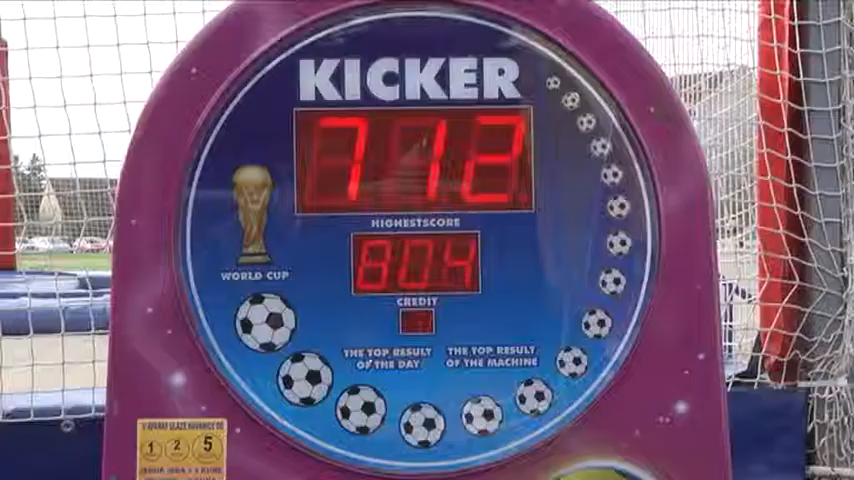 KICKER
712
HIGHESTSCORE
804
WORLD CUP
CREDIT
THE TOP RESULT
OF THE DAY
THE TOP RESULT
OF THE MACHINE
1 2 5